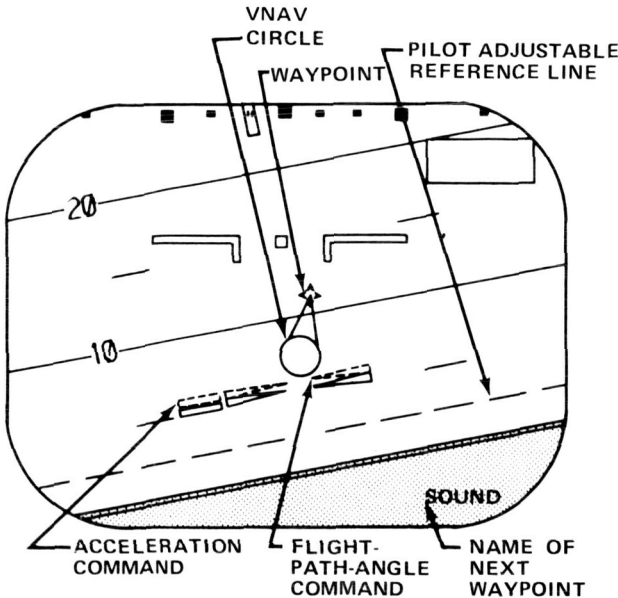 VNAV
CIRCLE
WAYPOINT
PILOT ADJUSTABLE
REFERENCE LINE
20
10
SOUND
ACCELERATION
COMMAND
FLIGHT-
PATH-ANGLE
COMMAND
NAME OF
NEXT
WAYPOINT